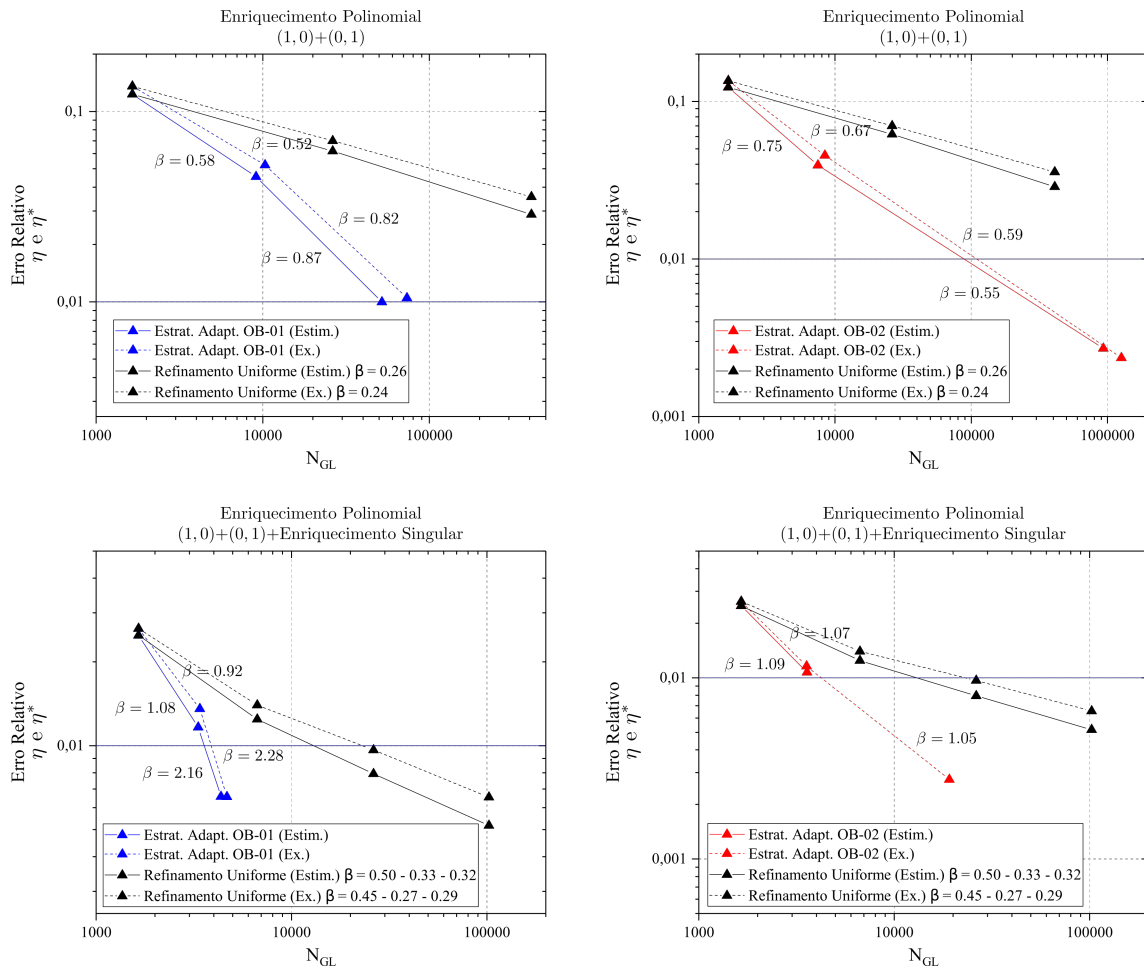 Enriquecimento Polinomial
(1, 0)+(0, 1)
Erro Relativo
η e η*
0,1
0,01
β = 0.52
β = 0.58
β = 0.82
β = 0.87
Estrat. Adapt. OB-01 (Estim.)
Estrat. Adapt. OB-01 (Ex.)
Refinamento Uniforme (Estim.) β = 0.26
Refinamento Uniforme (Ex.) β = 0.24
1000 10000 100000
N_GL
Enriquecimento Polinomial
(1, 0)+(0, 1)
Erro Relativo
η e η*
0,1
0,01
0,001
β = 0.67
β = 0.75
β = 0.59
β = 0.55
Estrat. Adapt. OB-02 (Estim.)
Estrat. Adapt. OB-02 (Ex.)
Refinamento Uniforme (Estim.) β = 0.26
Refinamento Uniforme (Ex.) β = 0.24
1000 10000 100000 1000000
N_GL
Enriquecimento Polinomial
(1, 0)+(0, 1)+Enriquecimento Singular
Erro Relativo
η e η*
0,01
β = 0.92
β = 1.08
β = 2.28
β = 2.16
Estrat. Adapt. OB-01 (Estim.)
Estrat. Adapt. OB-01 (Ex.)
Refinamento Uniforme (Estim.) β = 0.50 - 0.33 - 0.32
Refinamento Uniforme (Ex.) β = 0.45 - 0.27 - 0.29
1000 10000 100000
N_GL
Enriquecimento Polinomial
(1, 0)+(0, 1)+Enriquecimento Singular
Erro Relativo
η e η*
0,01
0,001
β = 1.07
β = 1.09
β = 1.05
Estrat. Adapt. OB-02 (Estim.)
Estrat. Adapt. OB-02 (Ex.)
Refinamento Uniforme (Estim.) β = 0.50 - 0.33 - 0.32
Refinamento Uniforme (Ex.) β = 0.45 - 0.27 - 0.29
1000 10000 100000
N_GL